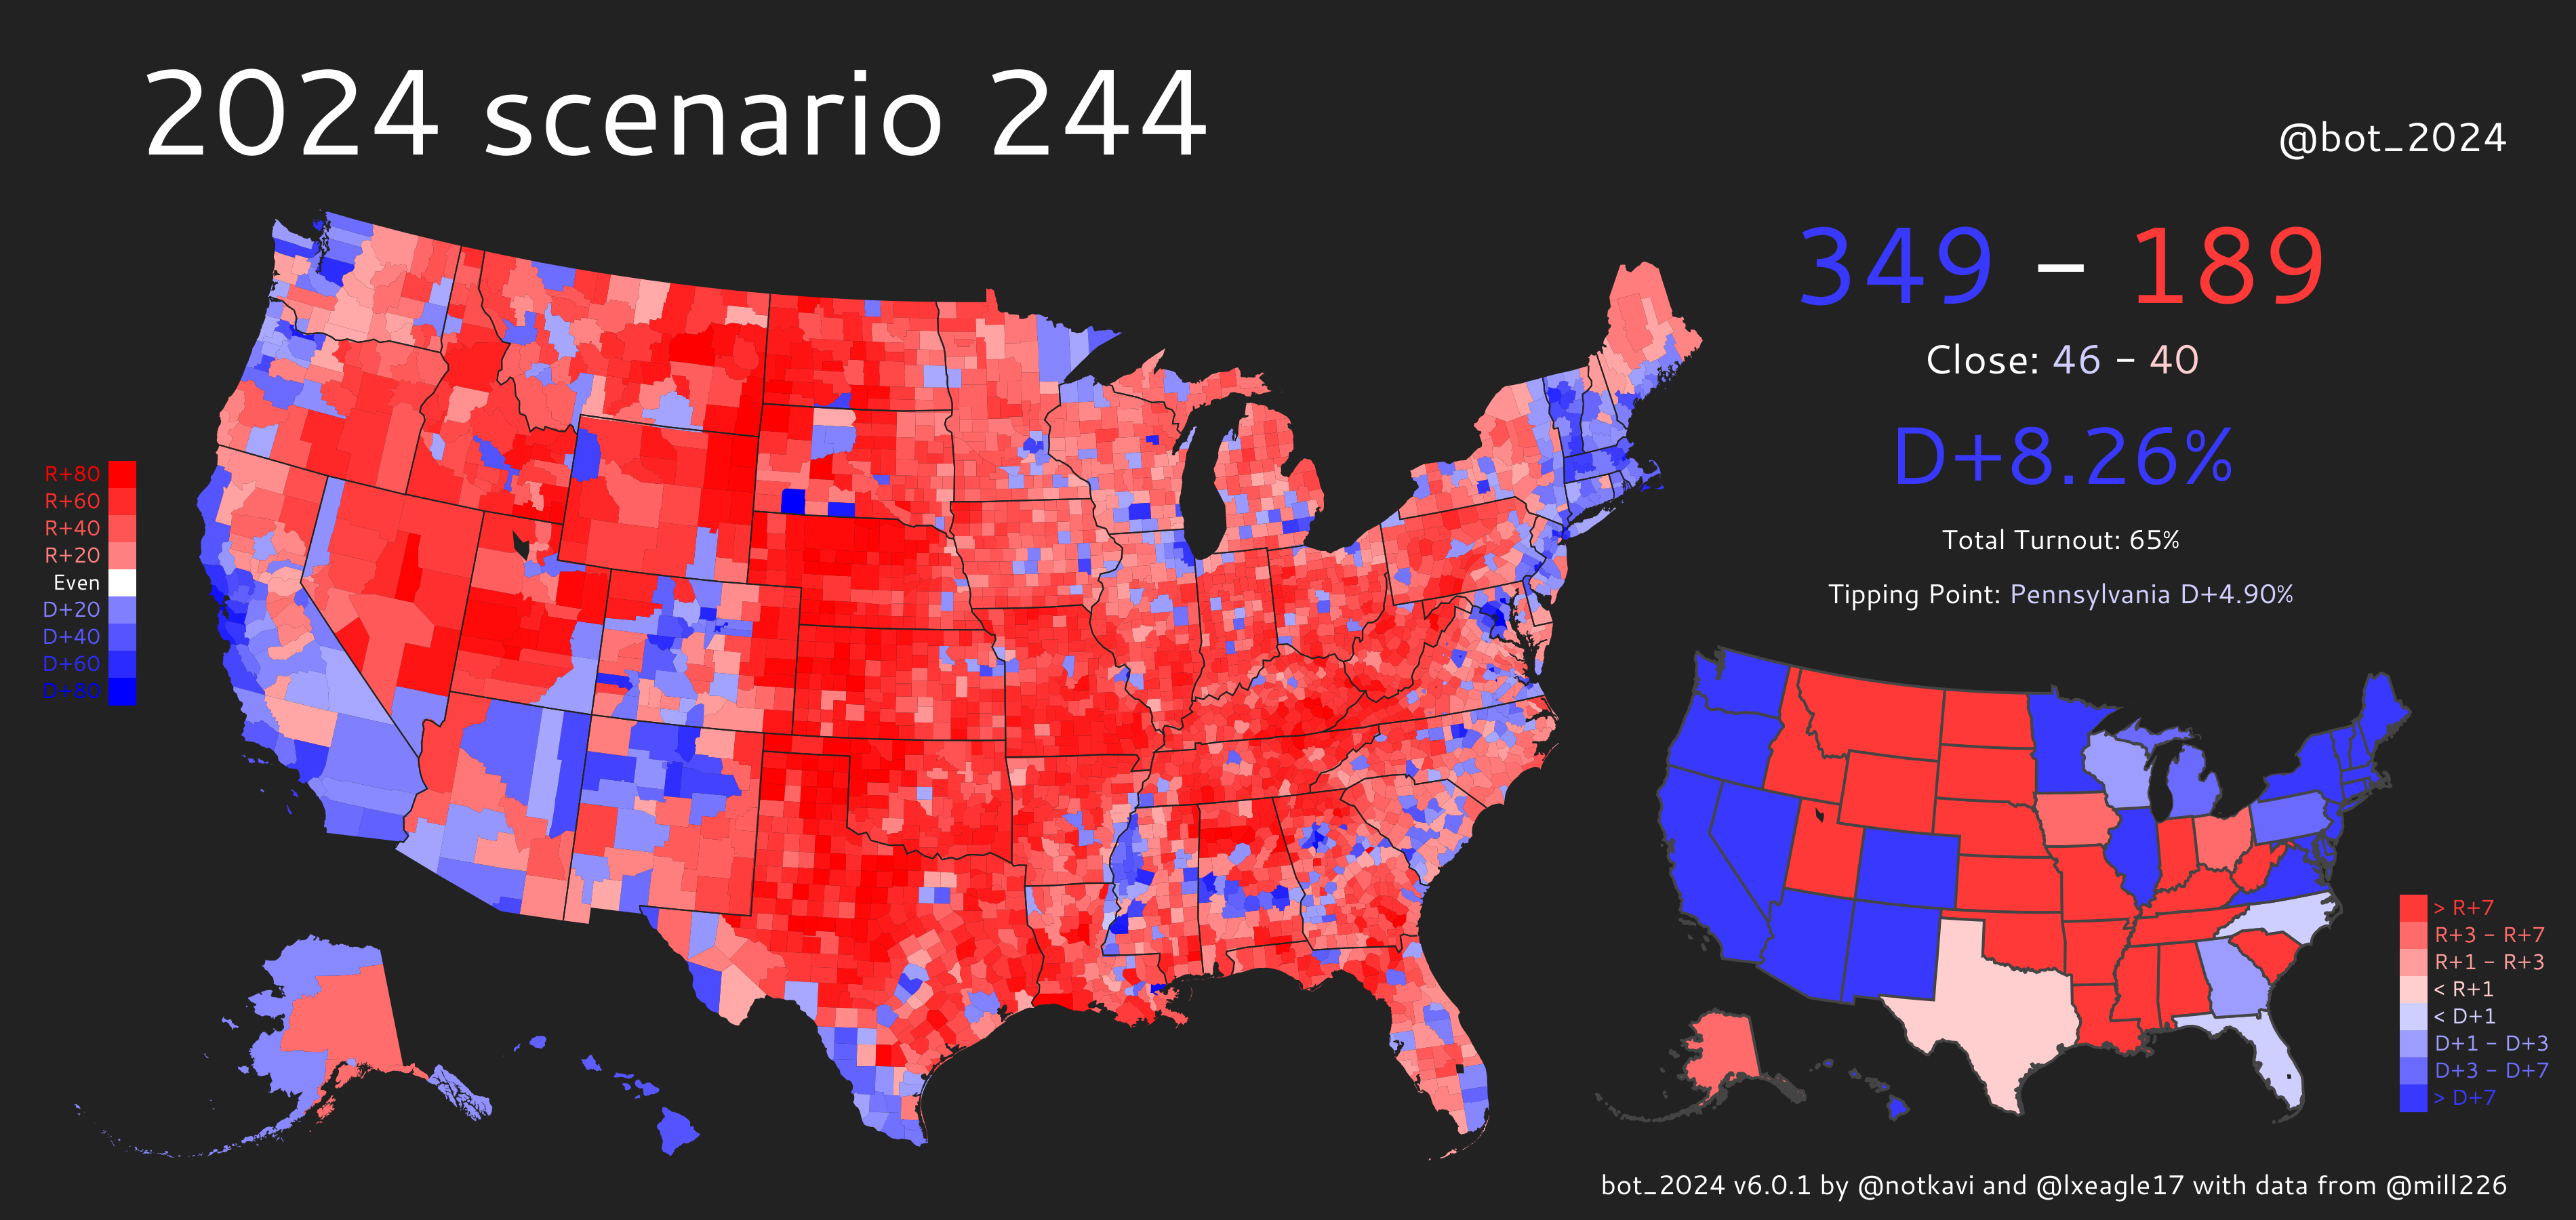 2024 scenario 244
@bot_2024
349 – 189
Close: 46 – 40
D+8.26%
Total Turnout: 65%
Tipping Point: Pennsylvania D+4.90%
R+80
R+60
R+40
R+20
Even
D+20
D+40
D+60
D+80
> R+7
R+3 – R+7
R+1 – R+3
< R+1
< D+1
D+1 – D+3
D+3 – D+7
> D+7
bot_2024 v6.0.1 by @notkavi and @lxeagle17 with data from @mill226